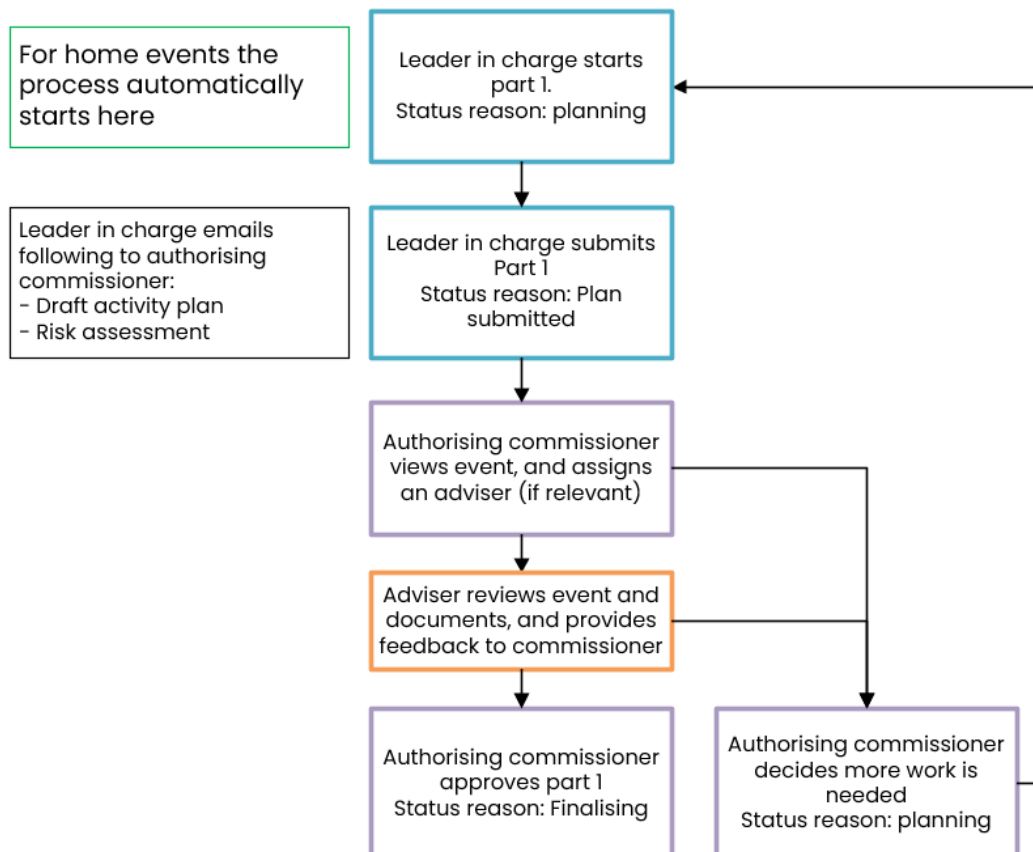 For home events the
process automatically
starts here
Leader in charge starts
part 1.
Status reason: planning
Leader in charge emails
following to authorising
commissioner:
- Draft activity plan
- Risk assessment
Leader in charge submits
Part 1
Status reason: Plan
submitted
Authorising commissioner
views event, and assigns
an adviser (if relevant)
Adviser reviews event and
documents, and provides
feedback to commissioner
Authorising commissioner
approves part 1
Status reason: Finalising
Authorising commissioner
decides more work is
needed
Status reason: planning